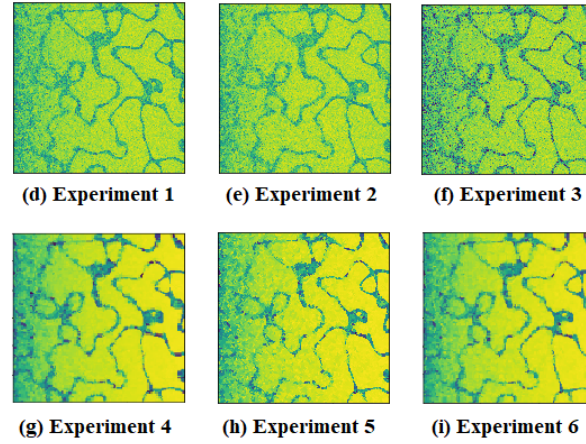 (d) Experiment 1
(e) Experiment 2
(f) Experiment 3
(g) Experiment 4
(h) Experiment 5
(i) Experiment 6